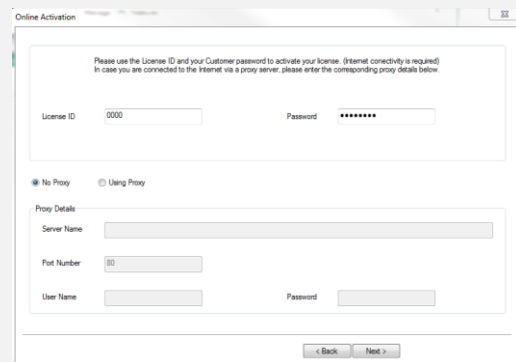 Online Activation
Please use the License ID and your Customer password to activate your license. (Internet conectivity is required)
In case you are connected to the Internet via a proxy server, please enter the corresponding proxy details below.
License ID 0000 Password ••••••••
No Proxy Using Proxy
Proxy Details
Server Name
Port Number 80
User Name Password
< Back Next >